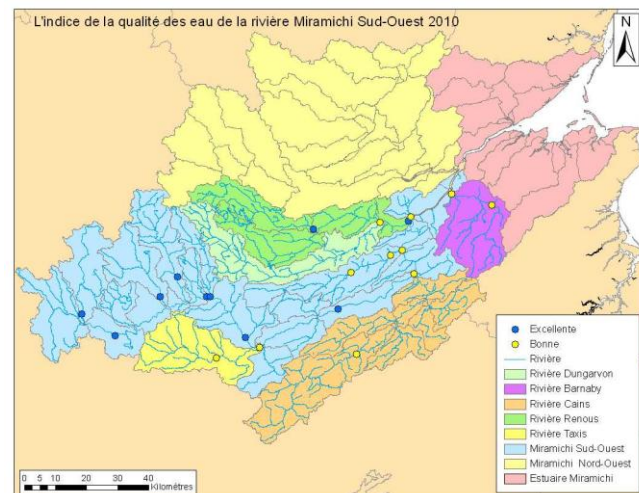 L'indice de la qualité des eau de la rivière Miramichi Sud-Ouest 2010
N
Excellente
Bonne
Rivière
Rivière Dungarvon
Rivière Barnaby
Rivière Cains
Rivière Renous
Rivière Taxis
Miramichi Sud-Ouest
Miramichi Nord-Ouest
Estuaire Miramichi
0 5 10 20 30 40
Kilomètres